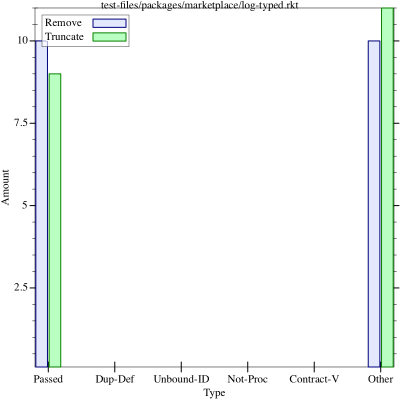 test-files/packages/marketplace/log-typed.rkt
Remove
Truncate
10
7.5
5
2.5
Amount
Passed Dup-Def Unbound-ID Not-Proc Contract-V Other
Type